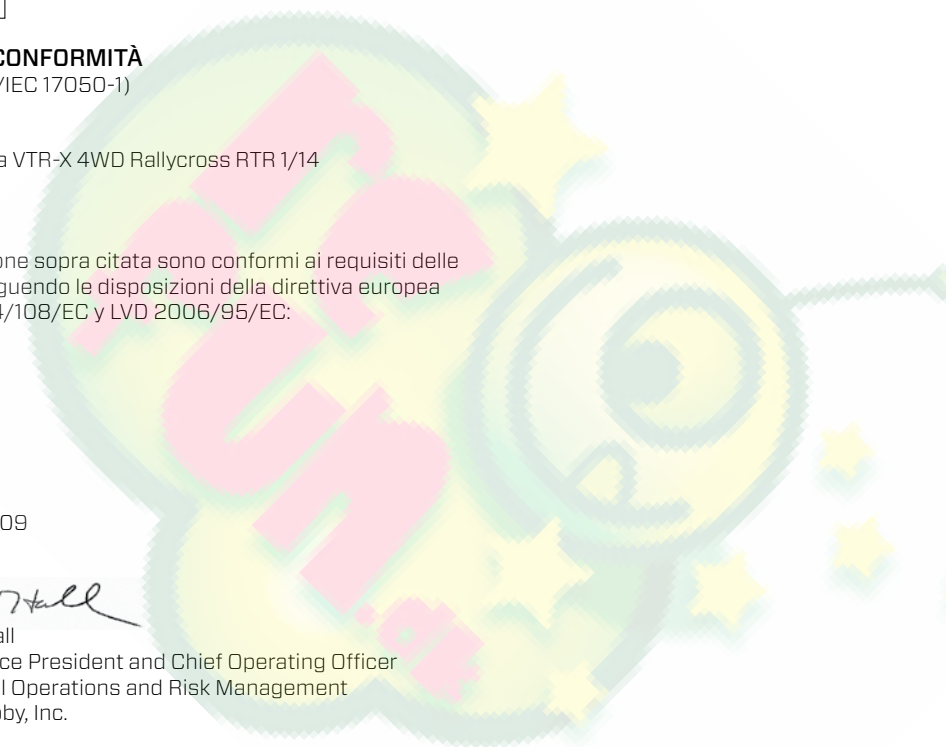 CONFORMITÀ
/IEC 17050-1)
a VTR-X 4WD Rallycross RTR 1/14
one sopra citata sono conformi ai requisiti delle
guendo le disposizioni della direttiva europea
4/108/EC y LVD 2006/95/EC:
09
Hall
all
ce President and Chief Operating Officer
l Operations and Risk Management
by, Inc.
.dk